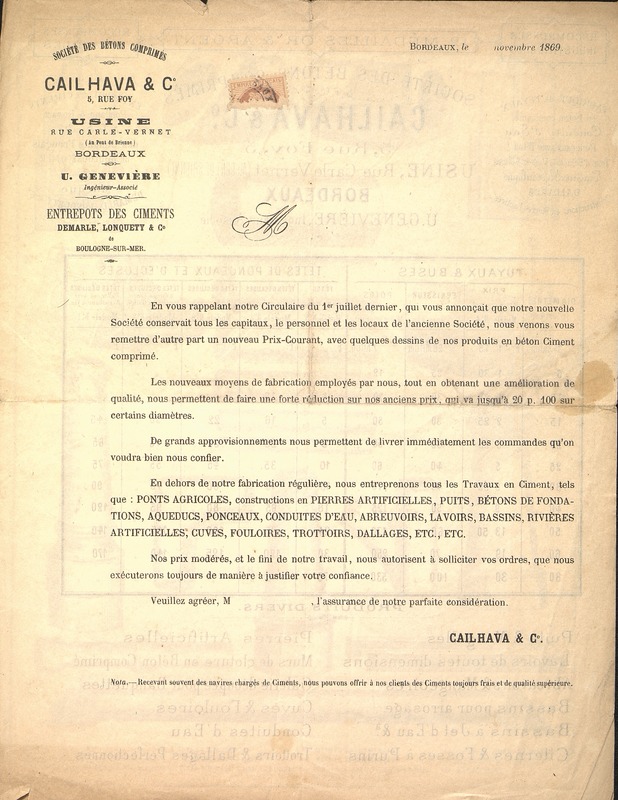 SOCIÉTÉ DES BÉTONS COMPRIMÉS
CAILHAVA & Cᵉ
5, RUE FOY
USINE
RUE CARLE-VERNET
(Au Pont de Brienne)
BORDEAUX
U. GENEVIÈRE
Ingénieur-Associé
ENTREPOTS DES CIMENTS
DEMARLE, LONQUETY & Cᵉ
de
BOULOGNE-SUR-MER.
BORDEAUX, le novembre 1869.
M
En vous rappelant notre Circulaire du 1er juillet dernier, qui vous annonçait que notre nouvelle
Société conservait tous les capitaux, le personnel et les locaux de l'ancienne Société, nous venons vous
remettre d'autre part un nouveau Prix-Courant, avec quelques dessins de nos produits en béton Ciment
comprimé.
Les nouveaux moyens de fabrication employés par nous, tout en obtenant une amélioration de
qualité, nous permettent de faire une forte réduction sur nos anciens prix, qui va jusqu'à 20 p. 100 sur
certains diamètres.
De grands approvisionnements nous permettent de livrer immédiatement les commandes qu'on
voudra bien nous confier.
En dehors de notre fabrication régulière, nous entreprenons tous les Travaux en Ciment, tels
que : PONTS AGRICOLES, constructions en PIERRES ARTIFICIELLES, PUITS, BÉTONS DE FONDA-
TIONS, AQUEDUCS, PONCEAUX, CONDUITES D'EAU, ABREUVOIRS, LAVOIRS, BASSINS, RIVIÈRES
ARTIFICIELLES, CUVES, FOULOIRES, TROTTOIRS, DALLAGES, ETC., ETC.
Nos prix modérés, et le fini de notre travail, nous autorisent à solliciter vos ordres, que nous
exécuterons toujours de manière à justifier votre confiance.
Veuillez agréer, M , l'assurance de notre parfaite considération.
CAILHAVA & Cᵉ.
Nota.— Recevant souvent des navires chargés de Ciments, nous pouvons offrir à nos clients des Ciments toujours frais et de qualité supérieure.